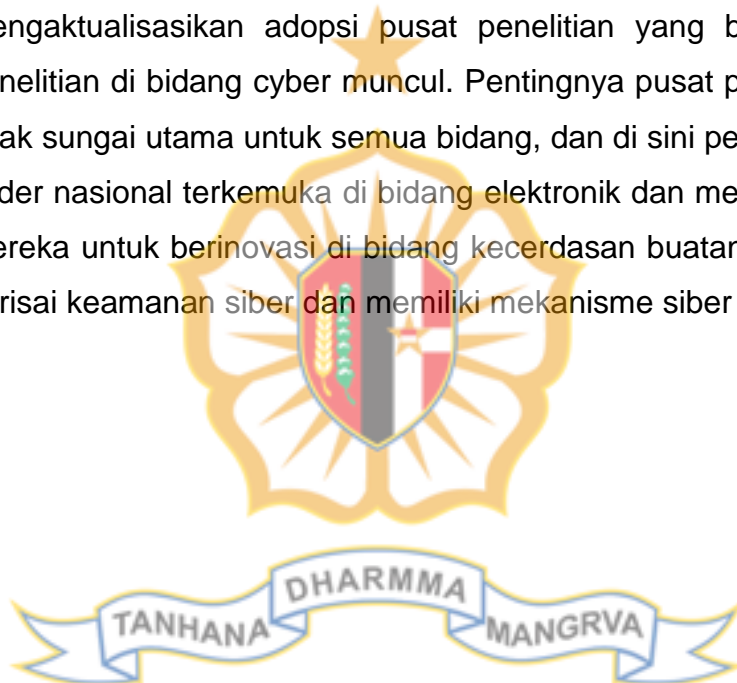 engaktualisasikan adopsi pusat penelitian yang b
nelitian di bidang cyber muncul. Pentingnya pusat p
ak sungai utama untuk semua bidang, dan di sini pe
der nasional terkemuka di bidang elektronik dan me
ereka untuk berinovasi di bidang kecerdasan buatan
risai keamanan siber dan memiliki mekanisme siber
TANHANA DHARMMA MANGRVA